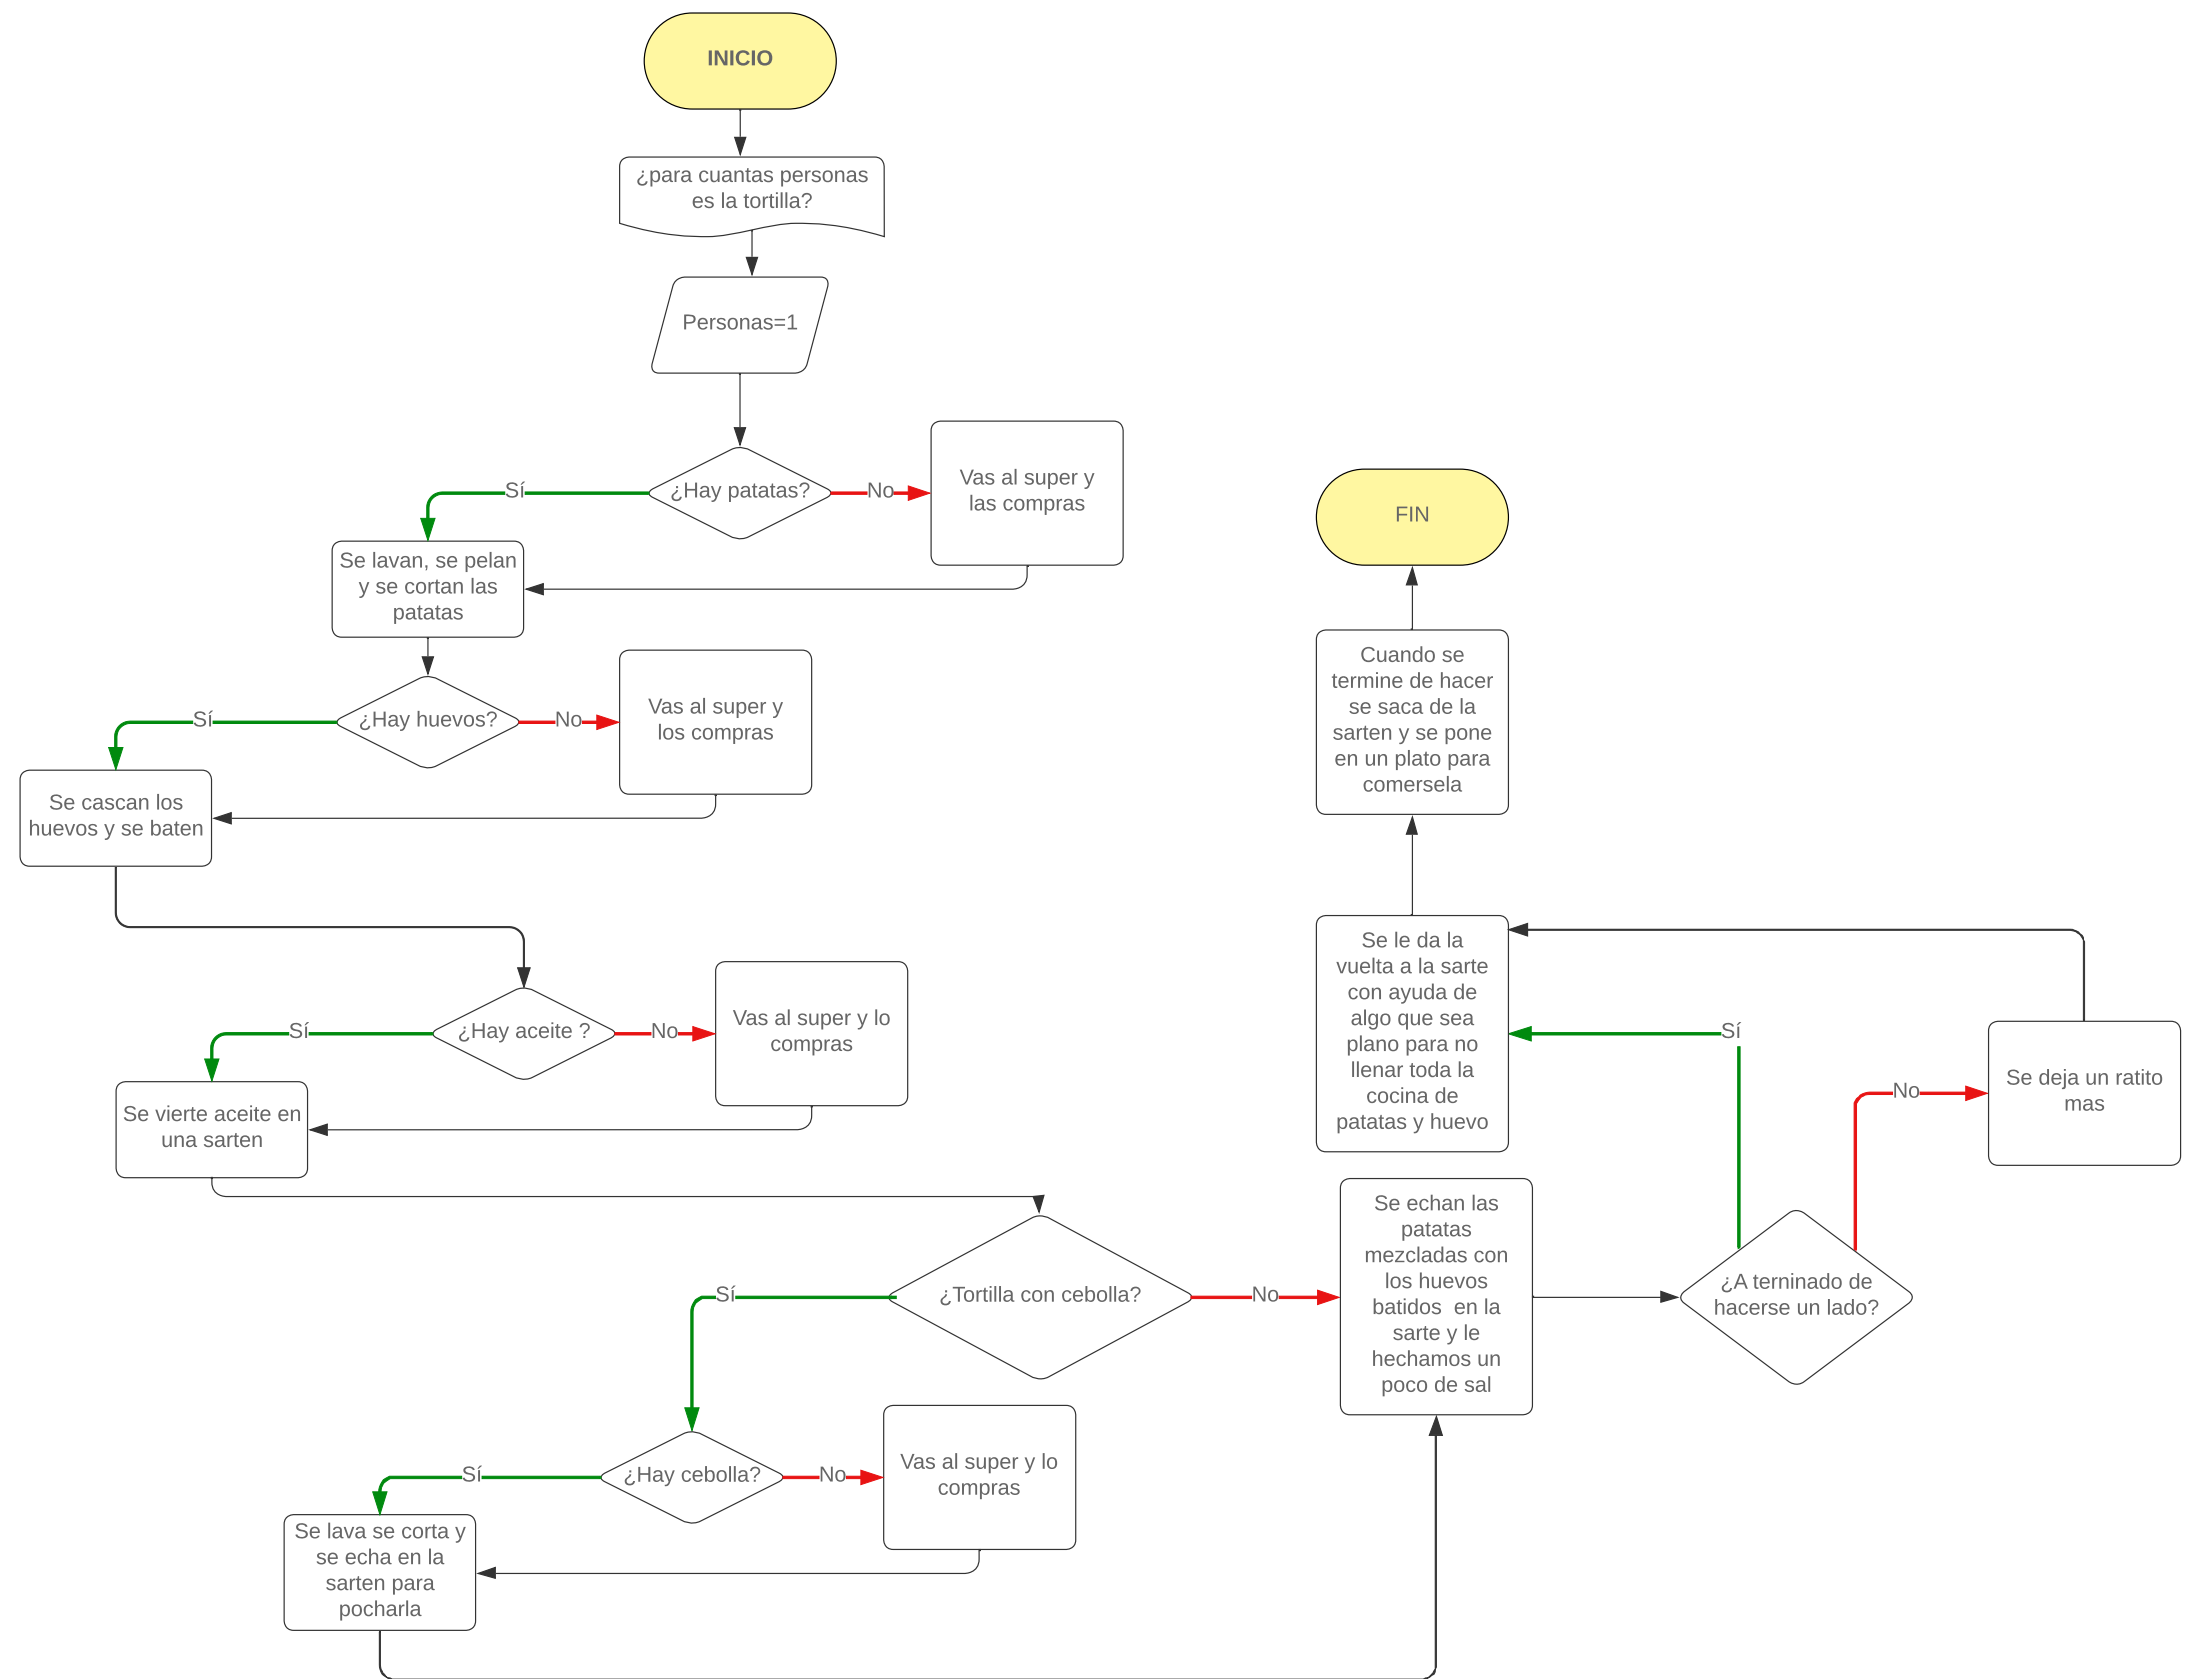 INICIO
¿para cuantas personas
es la tortilla?
Personas=1
¿Hay patatas?
Sí
No
Vas al super y
las compras
Se lavan, se pelan
y se cortan las
patatas
¿Hay huevos?
Sí
No
Vas al super y
los compras
Se cascan los
huevos y se baten
¿Hay aceite ?
Sí
No
Vas al super y lo
compras
Se vierte aceite en
una sarten
¿Tortilla con cebolla?
Sí
No
¿Hay cebolla?
Sí
No
Vas al super y lo
compras
Se lava se corta y
se echa en la
sarten para
pocharla
Se echan las
patatas
mezcladas con
los huevos
batidos  en la
sarte y le
hechamos un
poco de sal
¿A terninado de
hacerse un lado?
Sí
No
Se deja un ratito
mas
Se le da la
vuelta a la sarte
con ayuda de
algo que sea
plano para no
llenar toda la
cocina de
patatas y huevo
Cuando se
termine de hacer
se saca de la
sarten y se pone
en un plato para
comersela
FIN